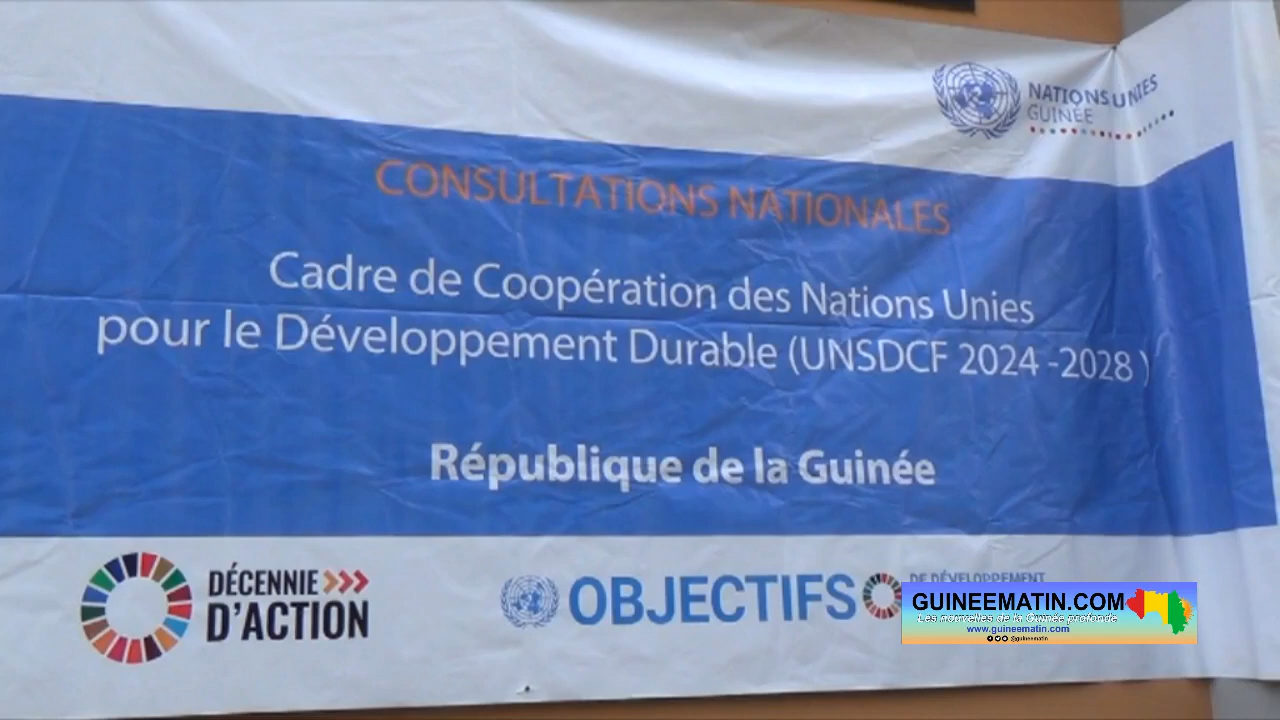 NATIONS UNIES
GUINÉE
CONSULTATIONS NATIONALES
Cadre de Coopération des Nations Unies
pour le Développement Durable (UNSDCF 2024 -2028 )
République de la Guinée
DÉCENNIE
D'ACTION
OBJECTIFS
DE DÉVELOPPEMENT
GUINEEMATIN.COM
Les nouvelles de la Guinée profonde
www.guineematin.com
@guineematin